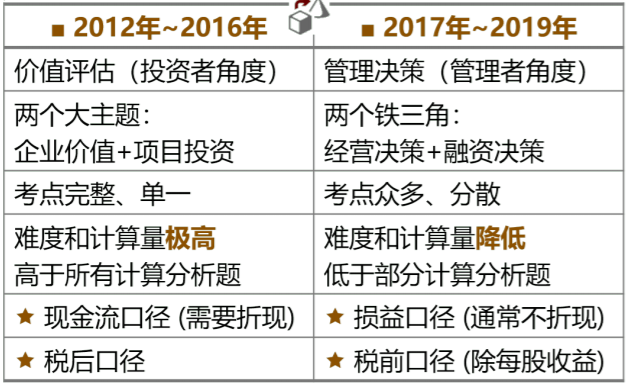 ■ 2012年~2016年
■ 2017年~2019年
价值评估（投资者角度）
管理决策（管理者角度）
两个大主题：
企业价值+项目投资
两个铁三角：
经营决策+融资决策
考点完整、单一
考点众多、分散
难度和计算量极高
高于所有计算分析题
难度和计算量降低
低于部分计算分析题
★ 现金流口径 (需要折现)
★ 损益口径 (通常不折现)
★ 税后口径
★ 税前口径 (除每股收益)